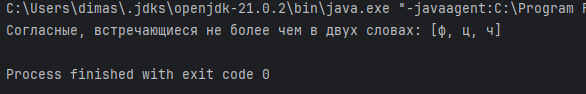 C:\Users\dimas\.jdks\openjdk-21.0.2\bin\java.exe "-javaagent:C:\Program F
Согласные, встречающиеся не более чем в двух словах: [ф, ц, ч]
Process finished with exit code 0